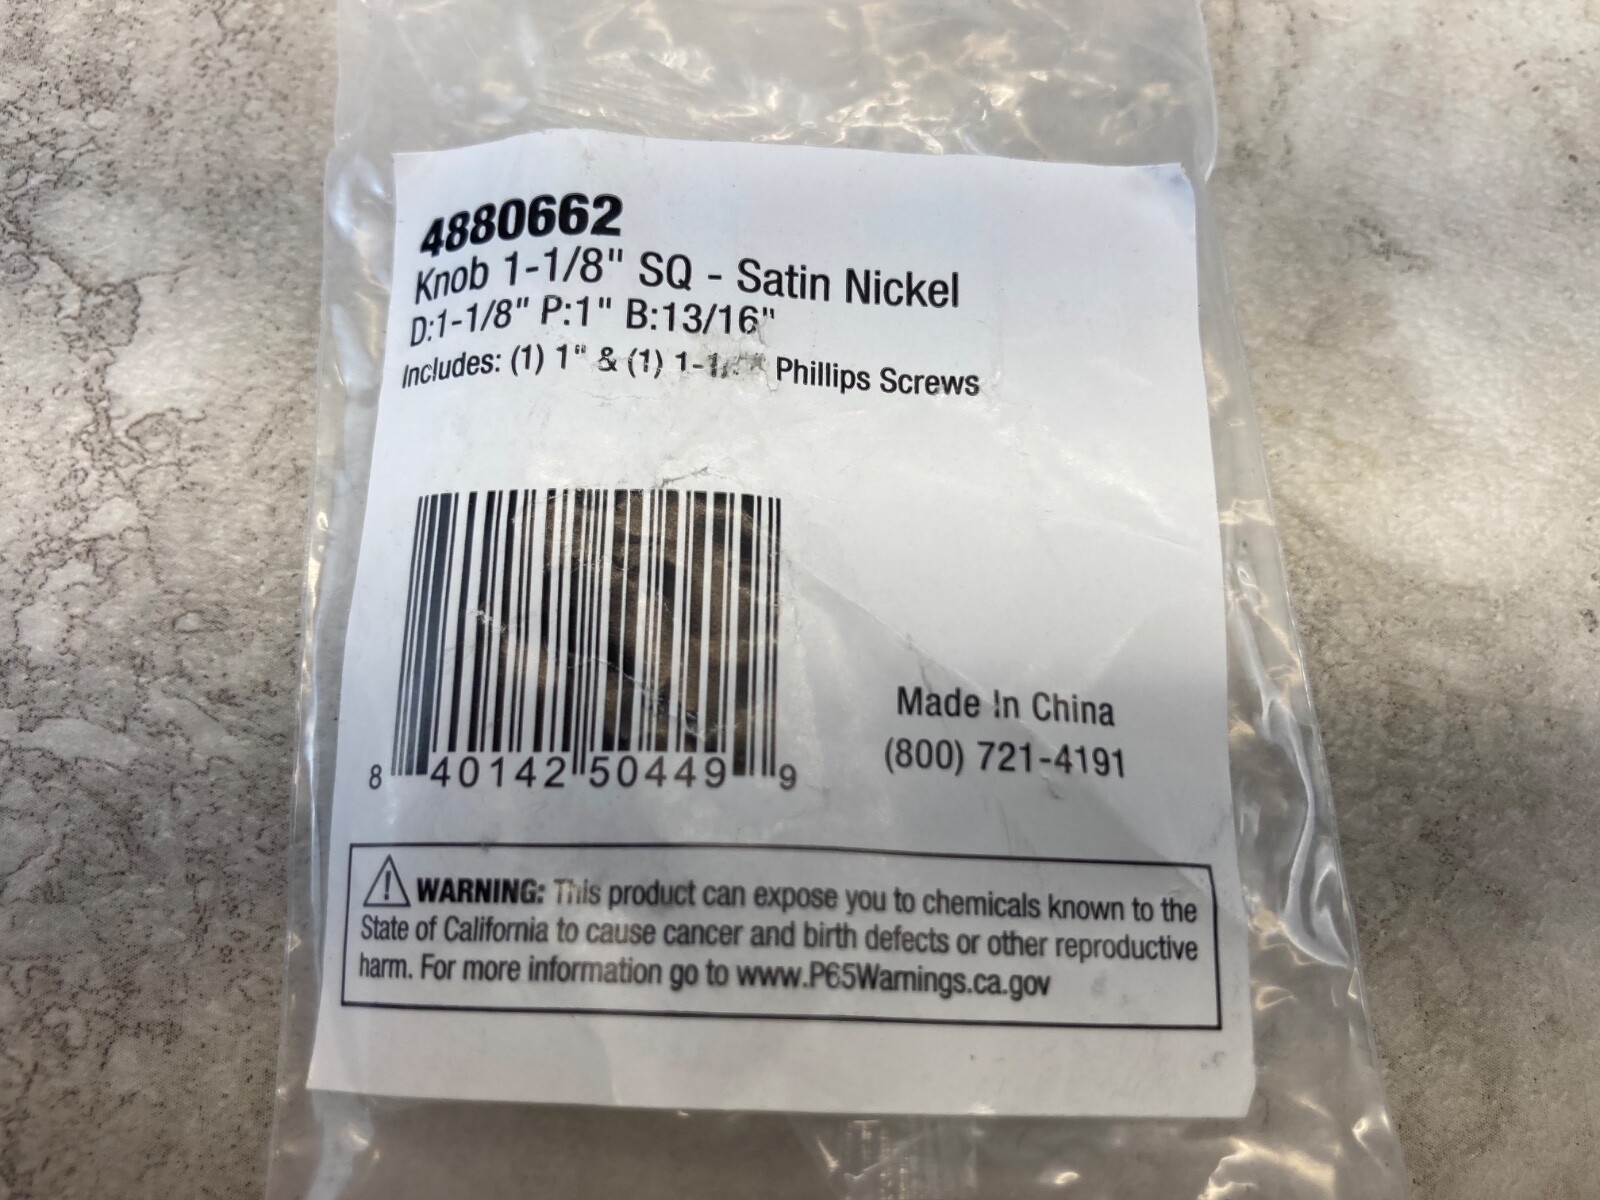 4880662
Knob 1-1/8" SQ - Satin Nickel
D:1-1/8" P:1" B:13/16"
Includes: (1) 1" & (1) Phillips Screws
8 40142 50449 9
Made In China
(800) 721-4191
WARNING: This product can expose you to chemicals known to the
State of California to cause cancer and birth defects or other reproductive
harm. For more information go to www.P65Warnings.ca.gov